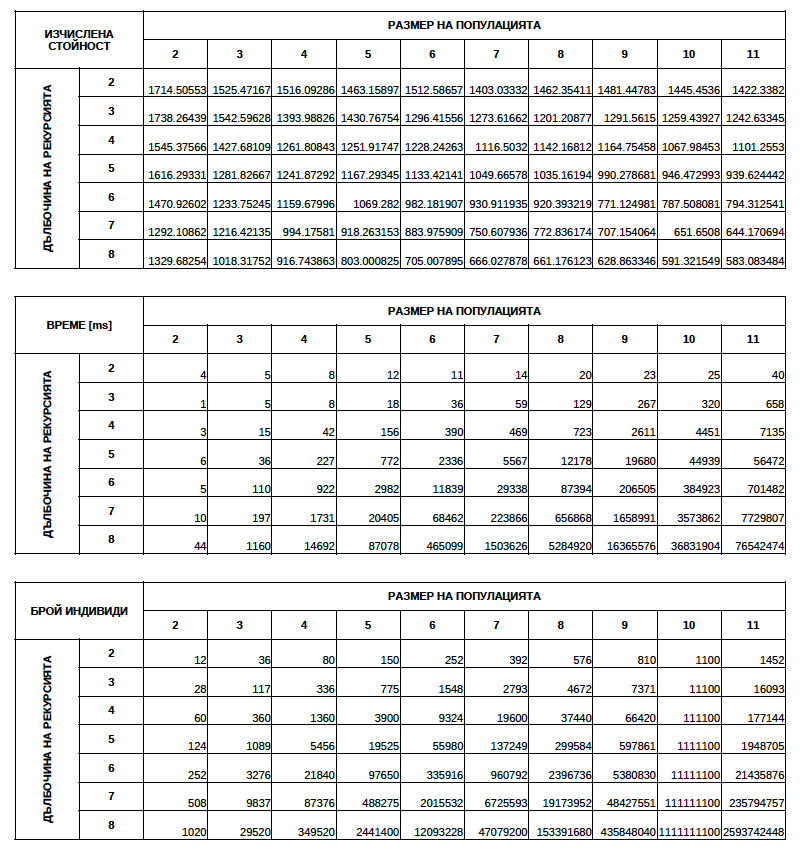 ИЗЧИСЛЕНА СТОЙНОСТ
РАЗМЕР НА ПОПУЛАЦИЯТА
2 3 4 5 6 7 8 9 10 11
ДЪЛБОЧИНА НА РЕКУРСИЯТА
2 1714.50553 1525.47167 1516.09286 1463.15897 1512.58657 1403.03332 1462.35411 1481.44783 1445.4536 1422.3382
3 1738.26439 1542.59628 1393.98826 1430.76754 1296.41556 1273.61662 1201.20877 1291.5615 1259.43927 1242.63345
4 1545.37566 1427.68109 1261.80843 1251.91747 1228.24263 1116.5032 1142.16812 1164.75458 1067.98453 1101.2553
5 1616.29331 1281.82667 1241.87292 1167.29345 1133.42141 1049.66578 1035.16194 990.278681 946.472993 939.624442
6 1470.92602 1233.75245 1159.67996 1069.282 982.181907 930.911935 920.393219 771.124981 787.508081 794.312541
7 1292.10862 1216.42135 994.17581 918.263153 883.975909 750.607936 772.836174 707.154064 651.6508 644.170694
8 1329.68254 1018.31752 916.743863 803.000825 705.007895 666.027878 661.176123 628.863346 591.321549 583.083484
ВРЕМЕ [ms]
РАЗМЕР НА ПОПУЛАЦИЯТА
2 3 4 5 6 7 8 9 10 11
ДЪЛБОЧИНА НА РЕКУРСИЯТА
2 4 5 8 12 11 14 20 23 25 40
3 1 5 8 18 36 59 129 267 320 658
4 3 15 42 156 390 469 723 2611 4451 7135
5 6 36 227 772 2336 5567 12178 19680 44939 56472
6 5 110 922 2982 11839 29338 87394 206505 384923 701482
7 10 197 1731 20405 68462 223866 656868 1658991 3573862 7729807
8 44 1160 14692 87078 465099 1503626 5284920 16365576 36831904 76542474
БРОЙ ИНДИВИДИ
РАЗМЕР НА ПОПУЛАЦИЯТА
2 3 4 5 6 7 8 9 10 11
ДЪЛБОЧИНА НА РЕКУРСИЯТА
2 12 36 80 150 252 392 576 810 1100 1452
3 28 117 336 775 1548 2793 4672 7371 11100 16093
4 60 360 1360 3900 9324 19600 37440 66420 111100 177144
5 124 1089 5456 19525 55980 137249 299584 597861 1111100 1948705
6 252 3276 21840 97650 335916 960792 2396736 5380830 11111100 21435876
7 508 9837 87376 488275 2015532 6725593 19173952 48427551 111111100 235794757
8 1020 29520 349520 2441400 12093228 47079200 153391680 435848040 1111111100 2593742448